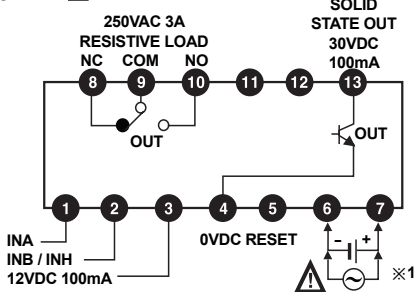 SOLID
STATE OUT
30VDC
100mA
250VAC 3A
RESISTIVE LOAD
NC COM NO
8 9 10 11 12 13
OUT
OUT
1 2 3 4 5 6 7
0VDC RESET
INA
INB / INH
12VDC 100mA
- +
※1